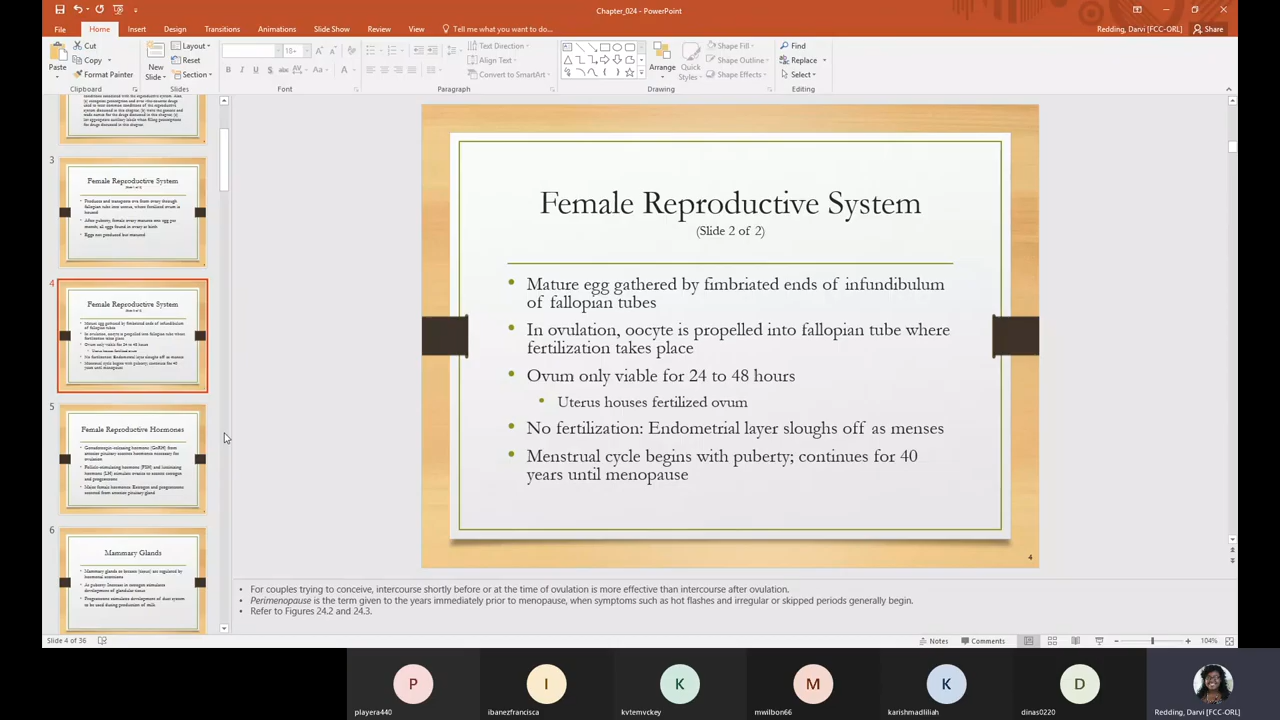 Chapter_024 - PowerPoint
File Home Insert Design Transitions Animations Slide Show Review View Tell me what you want to do... Redding, Darvi [FCC-ORL] Share
Paste Cut Copy Format Painter Clipboard
New Slide Layout Reset Section Slides
18+ Font
Text Direction Align Text Convert to SmartArt Paragraph
Arrange Quick Styles Shape Fill Shape Outline Shape Effects Drawing
Find Replace Select Editing
3
Female Reproductive System
Produces and transports ova from ovary through
fallopian tube into uterus, where fertilized ovum is
housed
After puberty, female ovary matures one egg per
month; all eggs found in ovary at birth
Eggs not produced but matured
4
Female Reproductive System
Mature egg gathered by fimbriated ends of infundibulum
of fallopian tubes
In ovulation, oocyte is propelled into fallopian tube where
fertilization takes place
Ovum only viable for 24 to 48 hours
Uterus houses fertilized ovum
No fertilization: Endometrial layer sloughs off as menses
Menstrual cycle begins with puberty; continues for 40
years until menopause
5
Female Reproductive Hormones
Gonadotropin-releasing hormone (GnRH) from
anterior pituitary secretes hormones necessary for
ovulation
Follicle-stimulating hormone (FSH) and luteinizing
hormone (LH) stimulate ovaries to secrete estrogen
and progesterone
Major female hormones: Estrogen and progesterone
secreted from anterior pituitary gland
6
Mammary Glands
Mammary glands or breasts (tissue) are regulated by
hormonal secretions
At puberty: Increase in estrogen stimulates
development of glandular tissue
Progesterone stimulates development of duct system
to be used during production of milk
Female Reproductive System
(Slide 2 of 2)
Mature egg gathered by fimbriated ends of infundibulum
of fallopian tubes
In ovulation, oocyte is propelled into fallopian tube where
fertilization takes place
Ovum only viable for 24 to 48 hours
Uterus houses fertilized ovum
No fertilization: Endometrial layer sloughs off as menses
Menstrual cycle begins with puberty; continues for 40
years until menopause
4
For couples trying to conceive, intercourse shortly before or at the time of ovulation is more effective than intercourse after ovulation.
Perimenopause is the term given to the years immediately prior to menopause, when symptoms such as hot flashes and irregular or skipped periods generally begin.
Refer to Figures 24.2 and 24.3.
Slide 4 of 36 Notes Comments 104%
P I K M K D
playera440 ibanezfrancisca kvtemvckey mwilbon66 karishmadliliah dinas0220 Redding, Darvi [FCC-ORL]